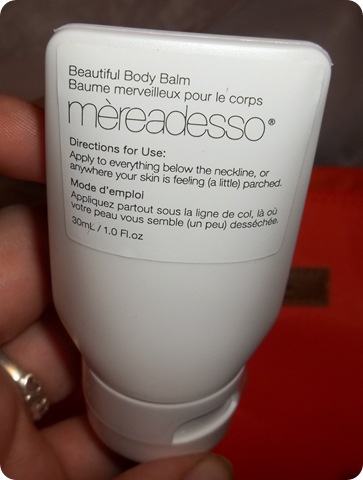 Beautiful Body Balm
Baume merveilleux pour le corps
mèreadesso®
Directions for Use:
Apply to everything below the neckline, or
anywhere your skin is feeling (a little) parched.
Mode d'emploi
Appliquez partout sous la ligne de col, là où
votre peau vous semble (un peu) desséchée.
30mL / 1.0 Fl.oz